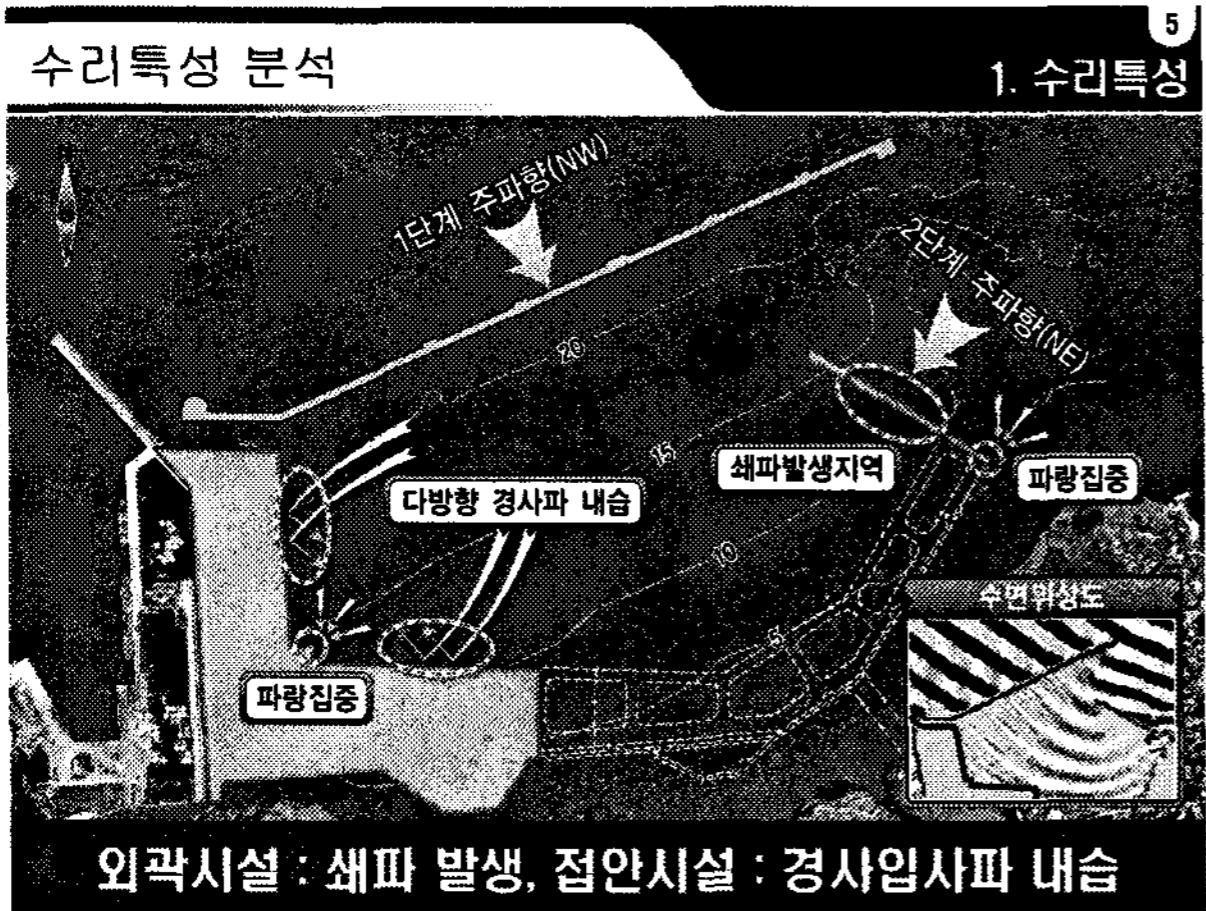 5
수리특성 분석
1. 수리특성
1단계 주파향(NW)
2단계 주파향(NE)
20
15
쇄파발생지역
파랑집중
다방향 경사파 내습
10
수면위상도
5
파랑집중
외곽시설 : 쇄파 발생, 접안시설 : 경사입사파 내습